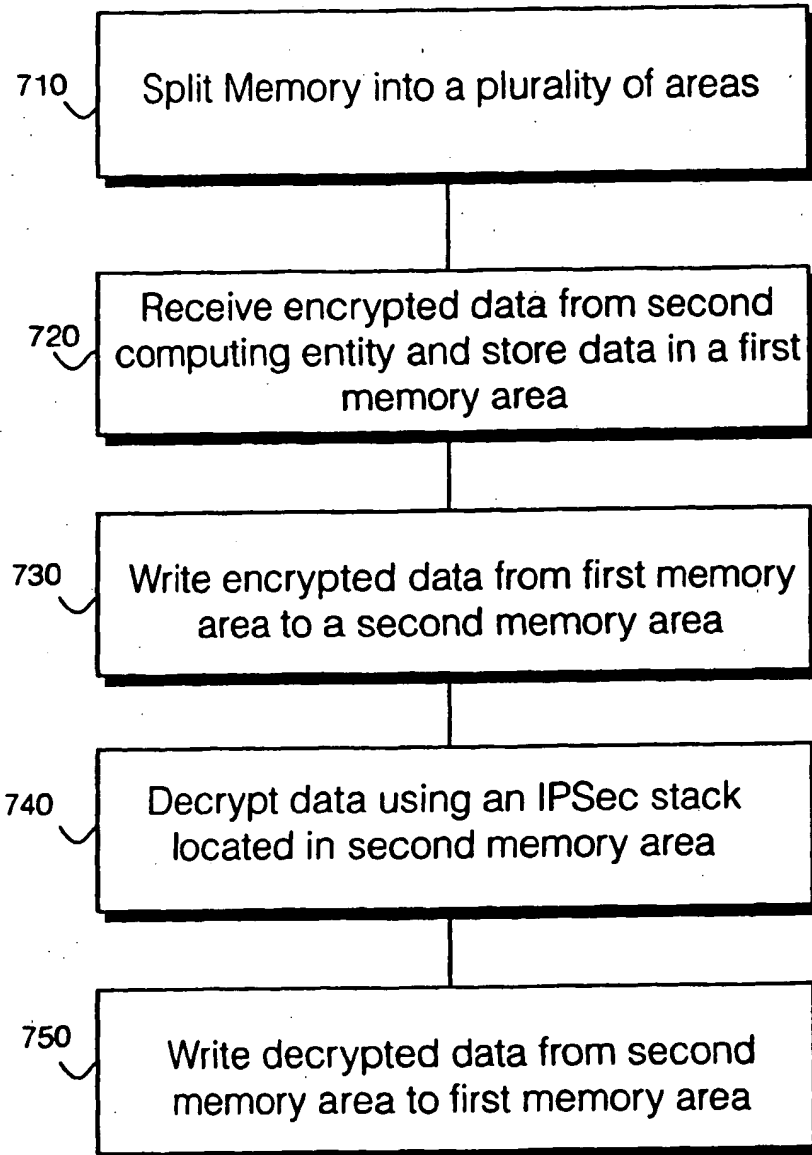 710
Split Memory into a plurality of areas
720
Receive encrypted data from second
computing entity and store data in a first
memory area
730
Write encrypted data from first memory
area to a second memory area
740
Decrypt data using an IPSec stack
located in second memory area
750
Write decrypted data from second
memory area to first memory area